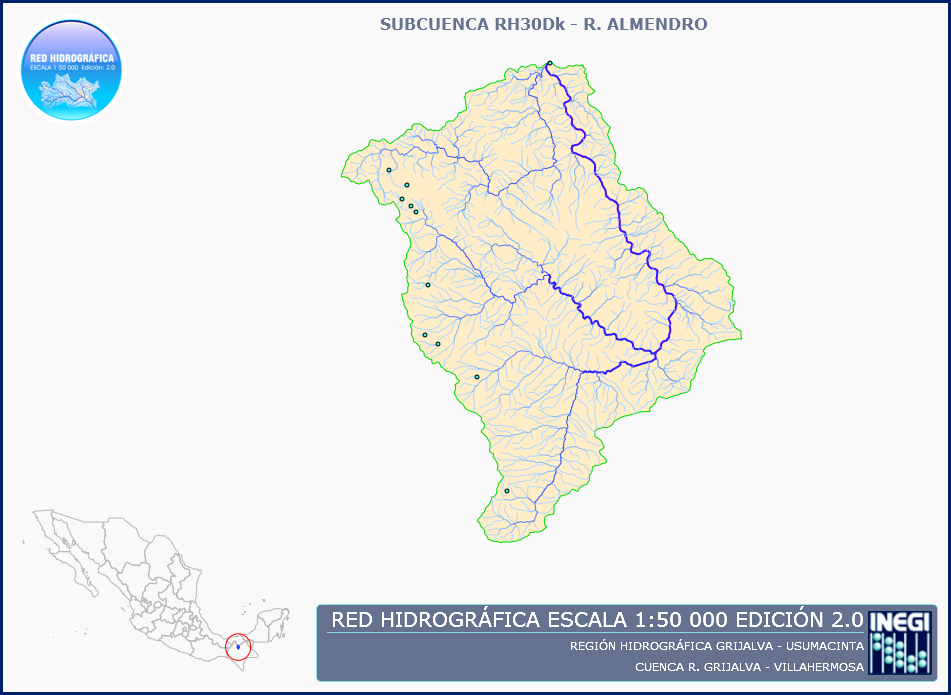 SUBCUENCA RH30Dk - R. ALMENDRO
RED HIDROGRÁFICA
ESCALA 1:50 000 Edición: 2.0
RED HIDROGRÁFICA ESCALA 1:50 000 EDICIÓN 2.0
REGIÓN HIDROGRÁFICA GRIJALVA - USUMACINTA
CUENCA R. GRIJALVA - VILLAHERMOSA
INEGI